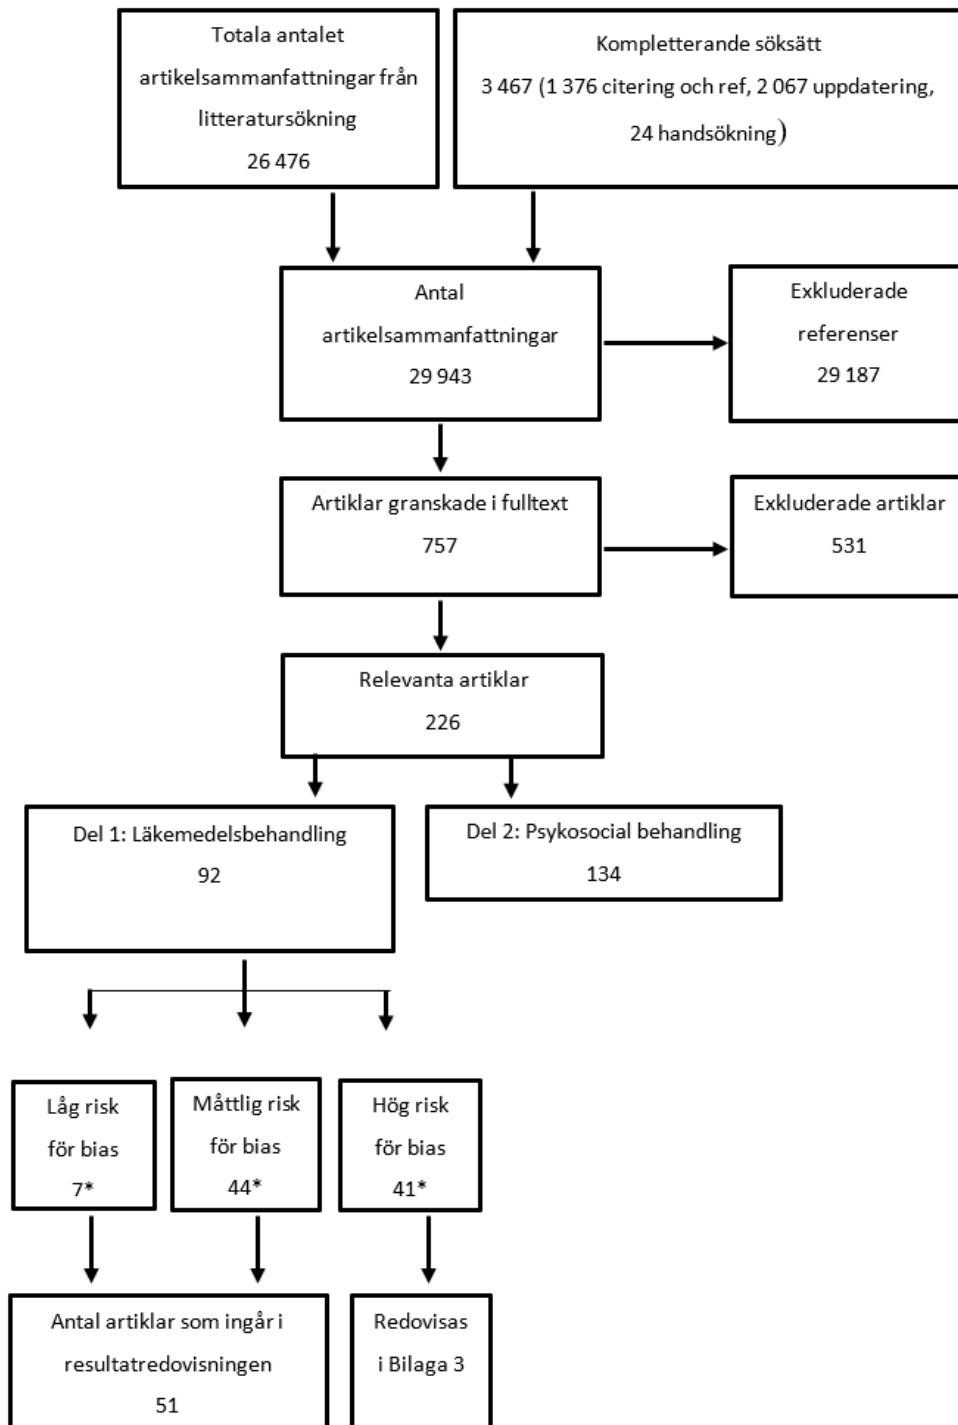 Totala antalet
artikelsammanfattningar från
litteratursökning
26 476
Kompletterande söksätt
3 467 (1 376 citering och ref, 2 067 uppdatering,
24 handsökning)
Antal
artikelsammanfattningar
29 943
Exkluderade
referenser
29 187
Artiklar granskade i fulltext
757
Exkluderade artiklar
531
Relevanta artiklar
226
Del 1: Läkemedelsbehandling
92
Del 2: Psykosocial behandling
134
Låg risk
för bias
7*
Måttlig risk
för bias
44*
Hög risk
för bias
41*
Antal artiklar som ingår i
resultatredovisningen
51
Redovisas
i Bilaga 3